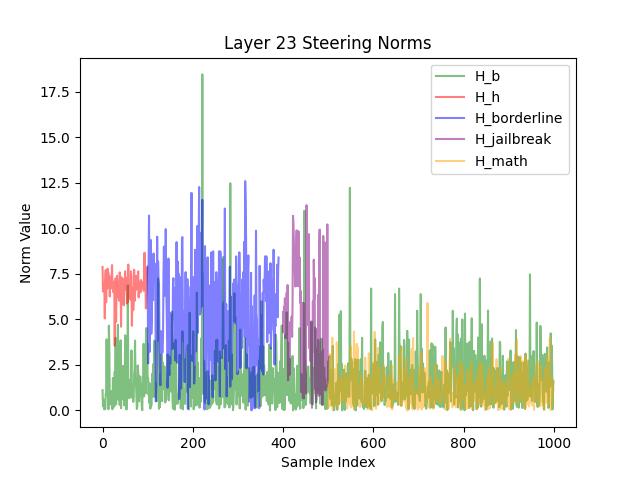 Layer 23 Steering Norms
H_b
H_h
H_borderline
H_jailbreak
H_math
Norm Value
17.5
15.0
12.5
10.0
7.5
5.0
2.5
0.0
0
200
400
600
800
1000
Sample Index